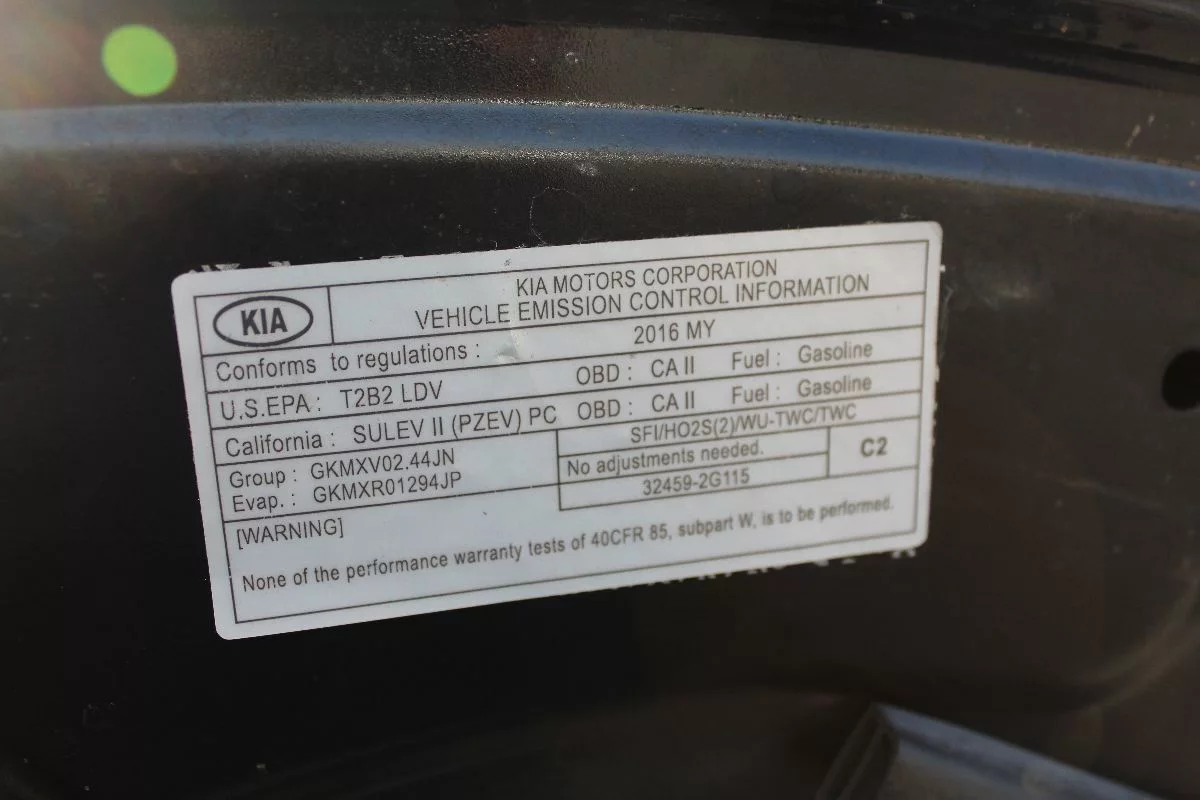 KIA
KIA MOTORS CORPORATION
VEHICLE EMISSION CONTROL INFORMATION
Conforms to regulations : 2016 MY
U.S.EPA : T2B2 LDV OBD : CA II Fuel : Gasoline
California : SULEV II (PZEV) PC OBD : CA II Fuel : Gasoline
Group : GKMXV02.44JN
Evap. : GKMXR01294JP
SFI/HO2S(2)/WU-TWC/TWC
No adjustments needed.
32459-2G115
C2
[WARNING]
None of the performance warranty tests of 40CFR 85, subpart W, is to be performed.